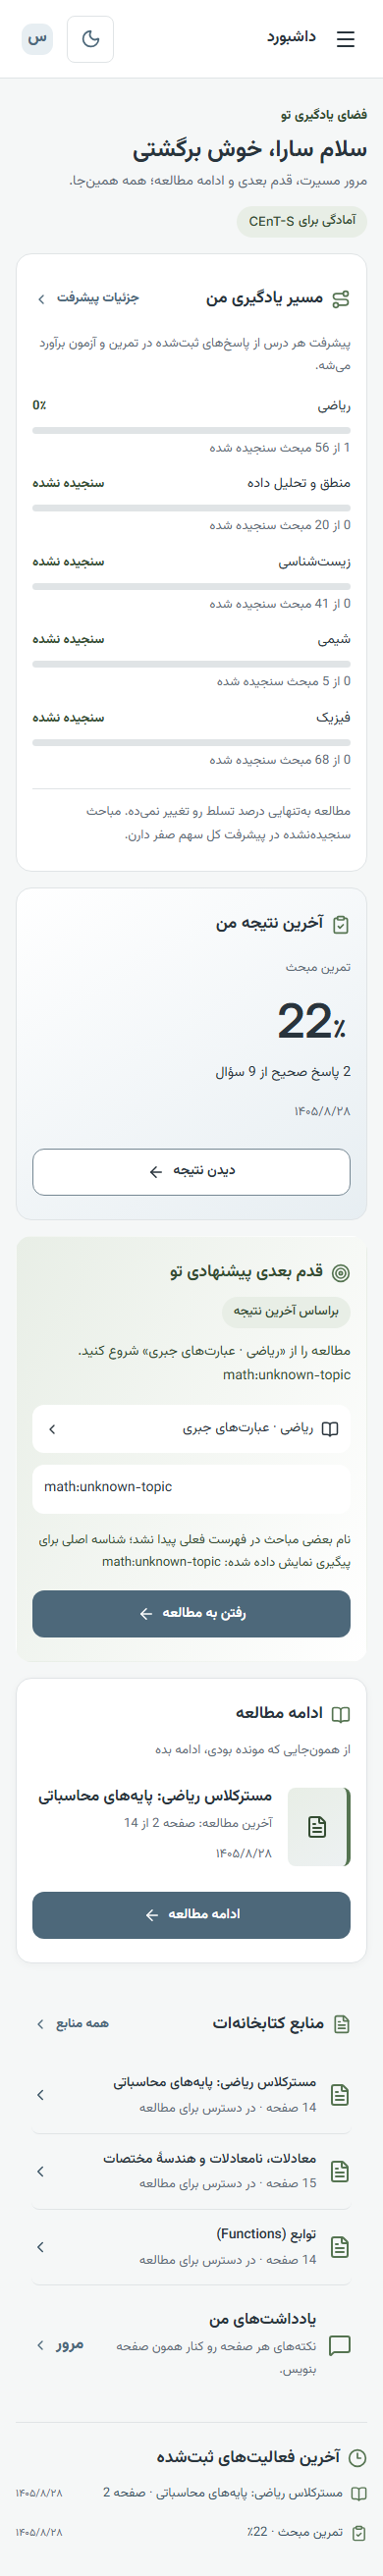 داشبورد
س
فضای یادگیری تو
سلام سارا، خوش برگشتی
مرور مسیرت، قدم بعدی و ادامه مطالعه؛ همه همین‌جا.
آمادگی برای CEnT-S
مسیر یادگیری من
جزئیات پیشرفت
پیشرفت هر درس از پاسخ‌های ثبت‌شده در تمرین و آزمون برآورد
می‌شه.
ریاضی
0٪
1 از 56 مبحث سنجیده شده
منطق و تحلیل داده
سنجیده نشده
0 از 20 مبحث سنجیده شده
زیست‌شناسی
سنجیده نشده
0 از 41 مبحث سنجیده شده
شیمی
سنجیده نشده
0 از 5 مبحث سنجیده شده
فیزیک
سنجیده نشده
0 از 68 مبحث سنجیده شده
مطالعه به‌تنهایی درصد تسلط رو تغییر نمی‌ده. مباحث
سنجیده‌نشده در پیشرفت کل سهم صفر دارن.
آخرین نتیجه من
تمرین مبحث
22٪
2 پاسخ صحیح از 9 سؤال
۱۴۰۵/۸/۲۸
دیدن نتیجه
قدم بعدی پیشنهادی تو
براساس آخرین نتیجه
مطالعه را از «ریاضی · عبارت‌های جبری» شروع کنید.
math:unknown-topic
ریاضی · عبارت‌های جبری
math:unknown-topic
نام بعضی مباحث در فهرست فعلی پیدا نشد؛ شناسه اصلی برای
پیگیری نمایش داده شده: math:unknown-topic
رفتن به مطالعه
ادامه مطالعه
از همون‌جایی که مونده بودی، ادامه بده
مسترکلاس ریاضی: پایه‌های محاسباتی
آخرین مطالعه: صفحه 2 از 14
۱۴۰۵/۸/۲۸
ادامه مطالعه
منابع کتابخانه‌ات
همه منابع
مسترکلاس ریاضی: پایه‌های محاسباتی
14 صفحه · در دسترس برای مطالعه
معادلات، نامعادلات و هندسهٔ مختصات
15 صفحه · در دسترس برای مطالعه
توابع (Functions)
14 صفحه · در دسترس برای مطالعه
یادداشت‌های من
نکته‌های هر صفحه رو کنار همون صفحه
بنویس.
مرور
آخرین فعالیت‌های ثبت‌شده
مسترکلاس ریاضی: پایه‌های محاسباتی · صفحه 2
۱۴۰۵/۸/۲۸
تمرین مبحث · 22٪
۱۴۰۵/۸/۲۸